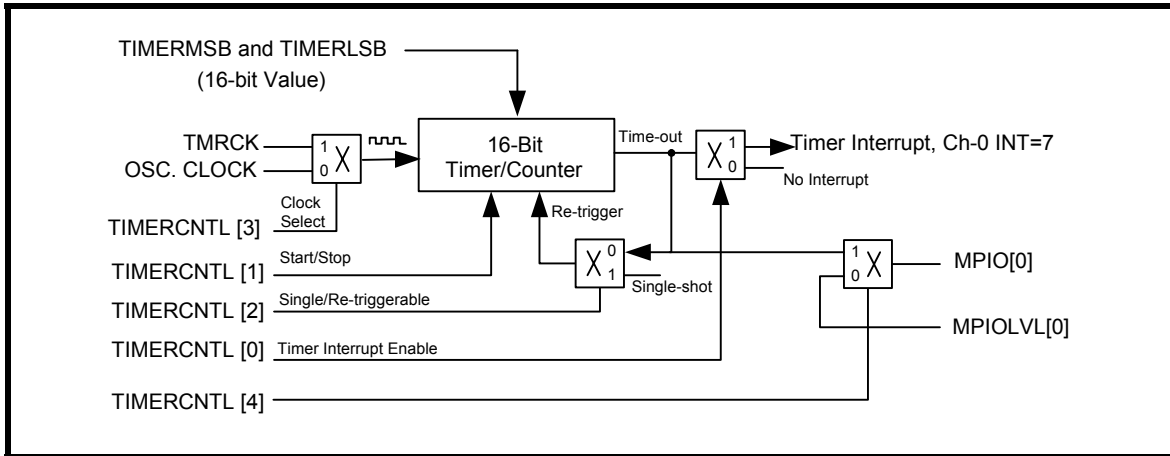 TIMERMSB and TIMERLSB
(16-bit Value)
TMRCK
OSC. CLOCK
1
0
X
Clock
Select
TIMERCNTL [3]
16-Bit
Timer/Counter
Time-out
X
1
0
Timer Interrupt, Ch-0 INT=7
No Interrupt
Re-trigger
X
0
1
Single-shot
1
0
X
MPIO[0]
MPIOLVL[0]
Start/Stop
TIMERCNTL [1]
Single/Re-triggerable
TIMERCNTL [2]
TIMERCNTL [0]
Timer Interrupt Enable
TIMERCNTL [4]